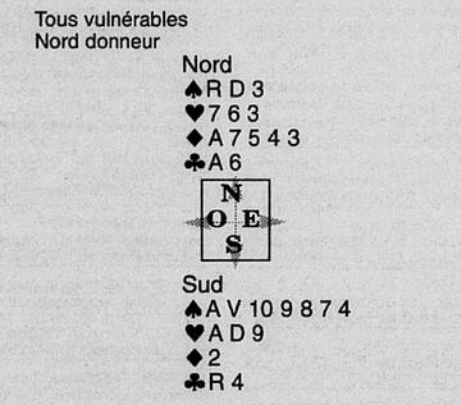 Tous vulnérables
Nord donneur
Nord
♠ R D 3
♥ 7 6 3
♦ A 7 5 4 3
♣ A 6
N
O E
S
Sud
♠ A V 10 9 8 7 4
♥ A D 9
♦ 2
♣ R 4